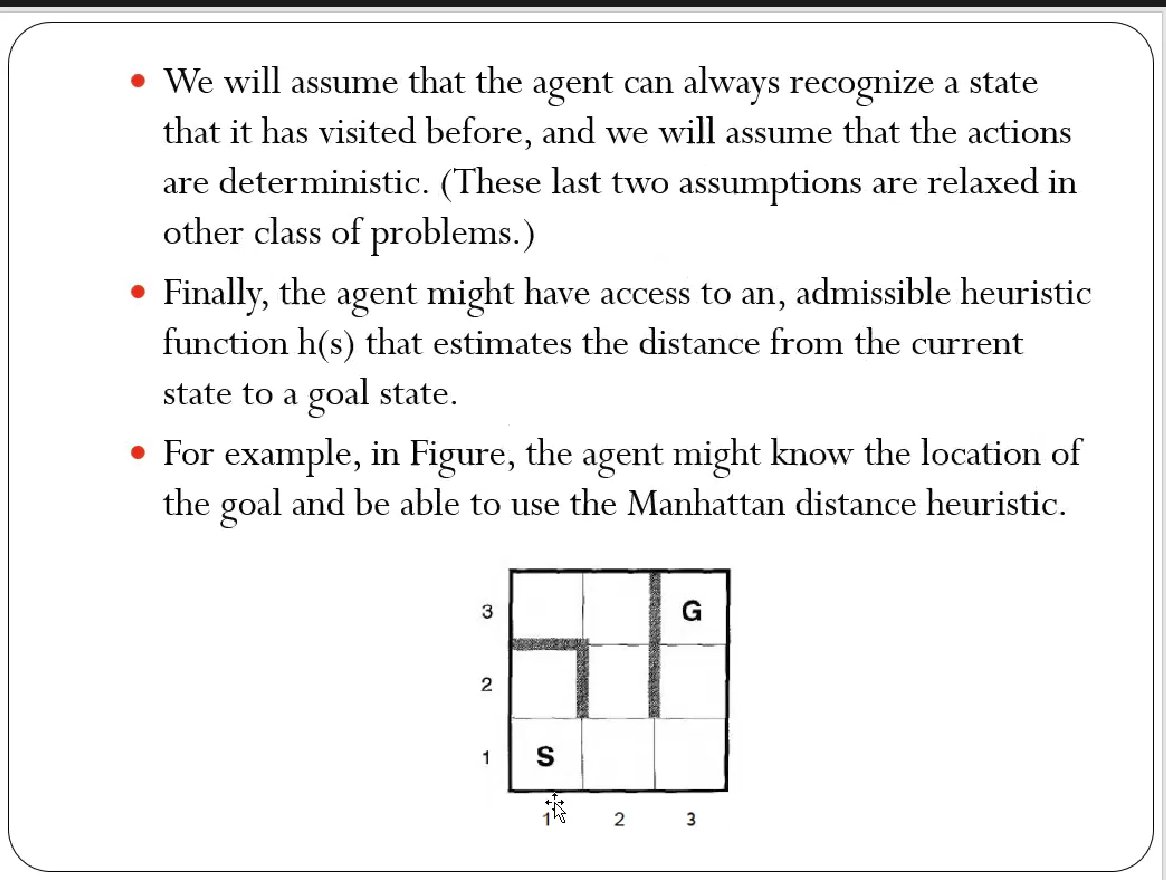 • We will assume that the agent can always recognize a state
that it has visited before, and we will assume that the actions
are deterministic. (These last two assumptions are relaxed in
other class of problems.)
• Finally, the agent might have access to an, admissible heuristic
function h(s) that estimates the distance from the current
state to a goal state.
• For example, in Figure, the agent might know the location of
the goal and be able to use the Manhattan distance heuristic.
3 G
2
1 S
1 2 3